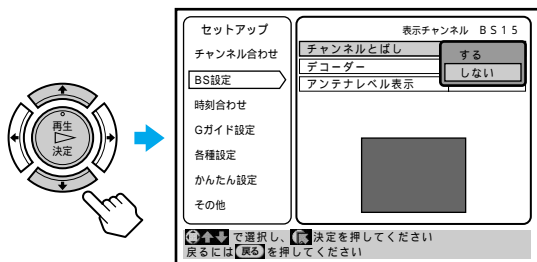 再生
決定
セットアップ
チャンネル合わせ
BS設定
時刻合わせ
Gガイド設定
各種設定
かんたん設定
その他
表示チャンネル BS15
チャンネルとばし
デコーダー
アンテナレベル表示
する
しない
で選択し、 決定を押してください
戻るには 戻る を押してください